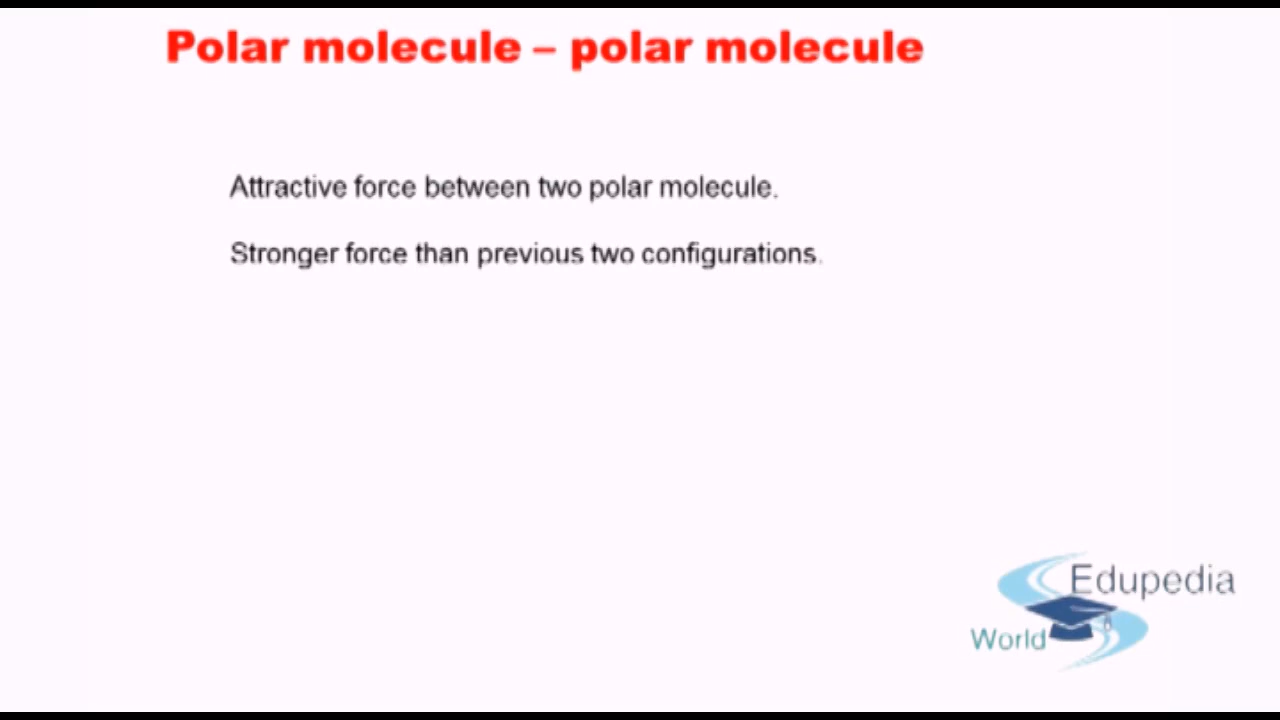 Polar molecule – polar molecule
Attractive force between two polar molecule.
Stronger force than previous two configurations.
Edupedia
World